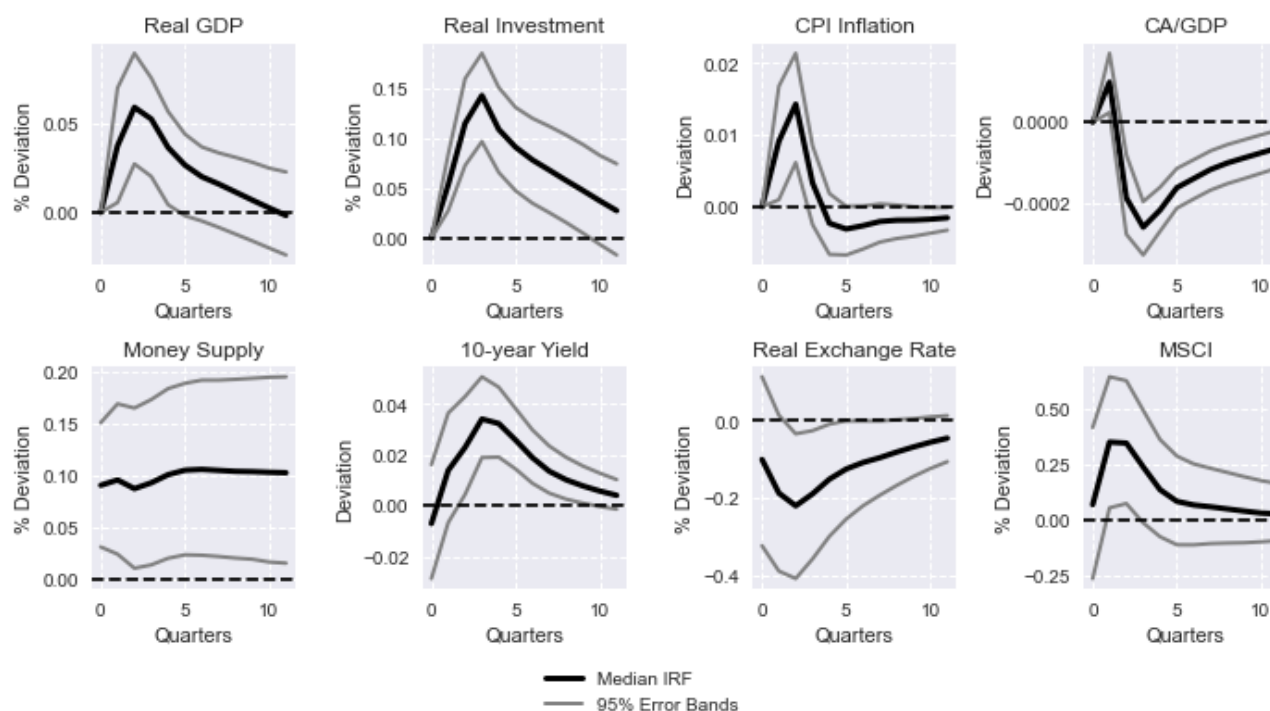 Real GDP
% Deviation
0.05
0.00
0
5
10
Quarters
Real Investment
% Deviation
0.15
0.10
0.05
0.00
0
5
10
Quarters
CPI Inflation
Deviation
0.02
0.01
0.00
0
5
10
Quarters
CA/GDP
Deviation
0.0000
−0.0002
0
5
10
Quarters
Money Supply
% Deviation
0.20
0.15
0.10
0.05
0.00
0
5
10
Quarters
10-year Yield
Deviation
0.04
0.02
0.00
−0.02
0
5
10
Quarters
Real Exchange Rate
% Deviation
0.0
−0.2
−0.4
0
5
10
Quarters
MSCI
% Deviation
0.50
0.25
0.00
−0.25
0
5
10
Quarters
Median IRF
95% Error Bands